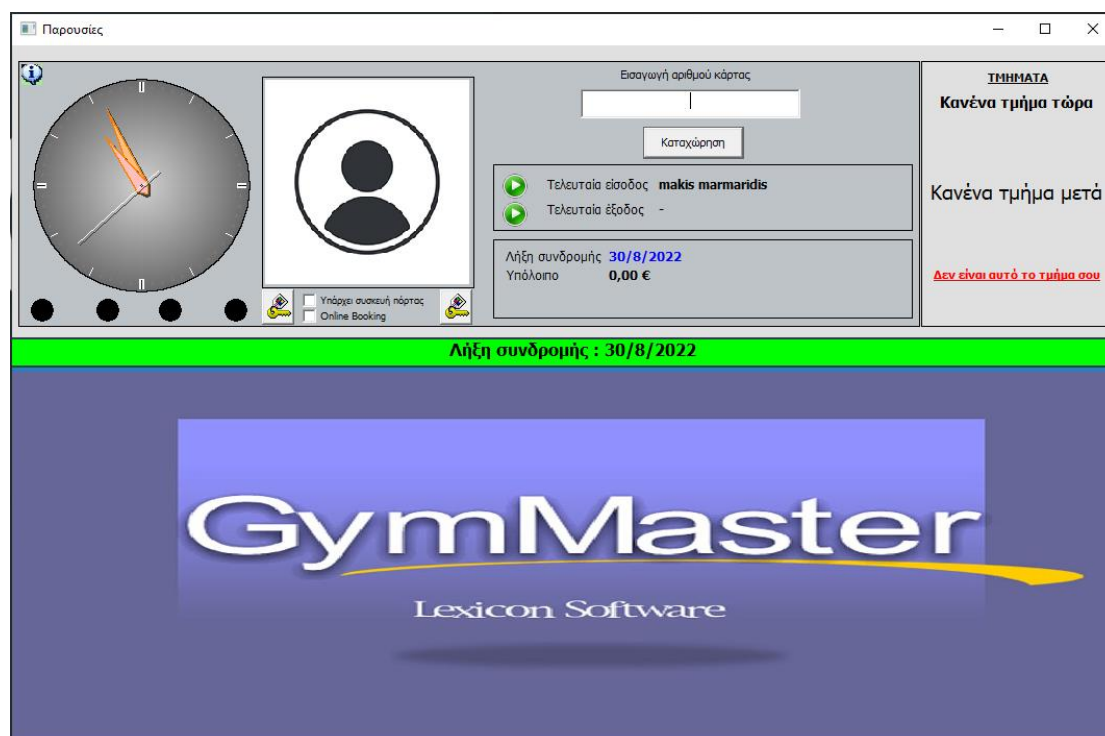 Παρουσίες
Εισαγωγή αριθμού κάρτας
Καταχώρηση
Τελευταία είσοδος makis marmaridis
Τελευταία έξοδος -
Λήξη συνδρομής 30/8/2022
Υπόλοιπο 0,00 €
Υπάρχει συσκευή πόρτας
Online Booking
ΤΜΗΜΑΤΑ
Κανένα τμήμα τώρα
Κανένα τμήμα μετά
Δεν είναι αυτό το τμήμα σου
Λήξη συνδρομής : 30/8/2022
GymMaster
Lexicon Software